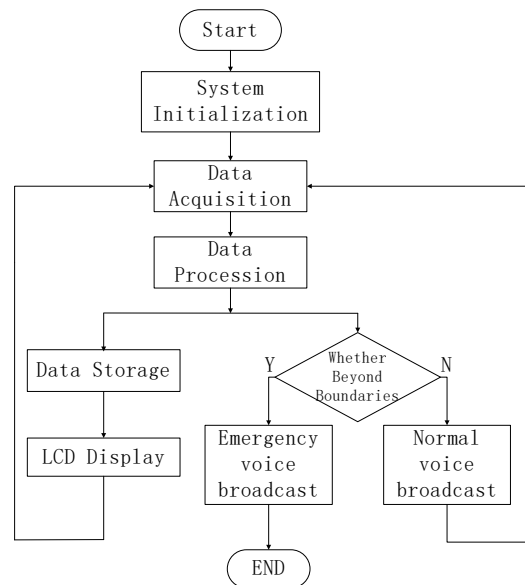 Start
System
Initialization
Data
Acquisition
Data
Procession
Data Storage
LCD Display
Y
Whether
Beyond
Boundaries
N
Emergency
voice
broadcast
Normal
voice
broadcast
END